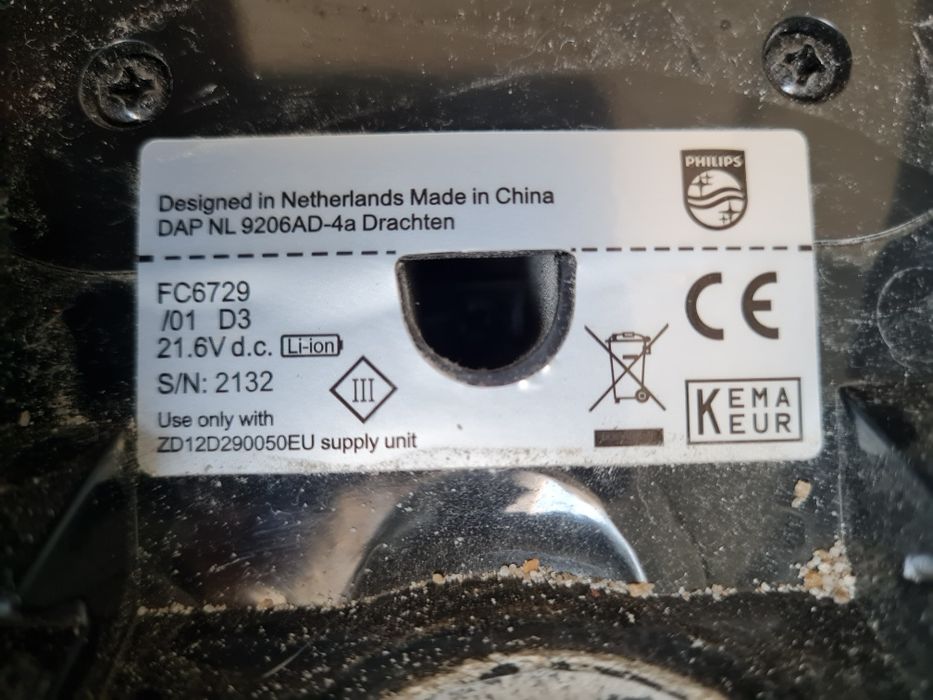 PHILIPS
Designed in Netherlands Made in China
DAP NL 9206AD-4a Drachten
FC6729
/01 D3
21.6V d.c. Li-ion
S/N: 2132
III
Use only with
ZD12D290050EU supply unit
CE
KEMA
EUR